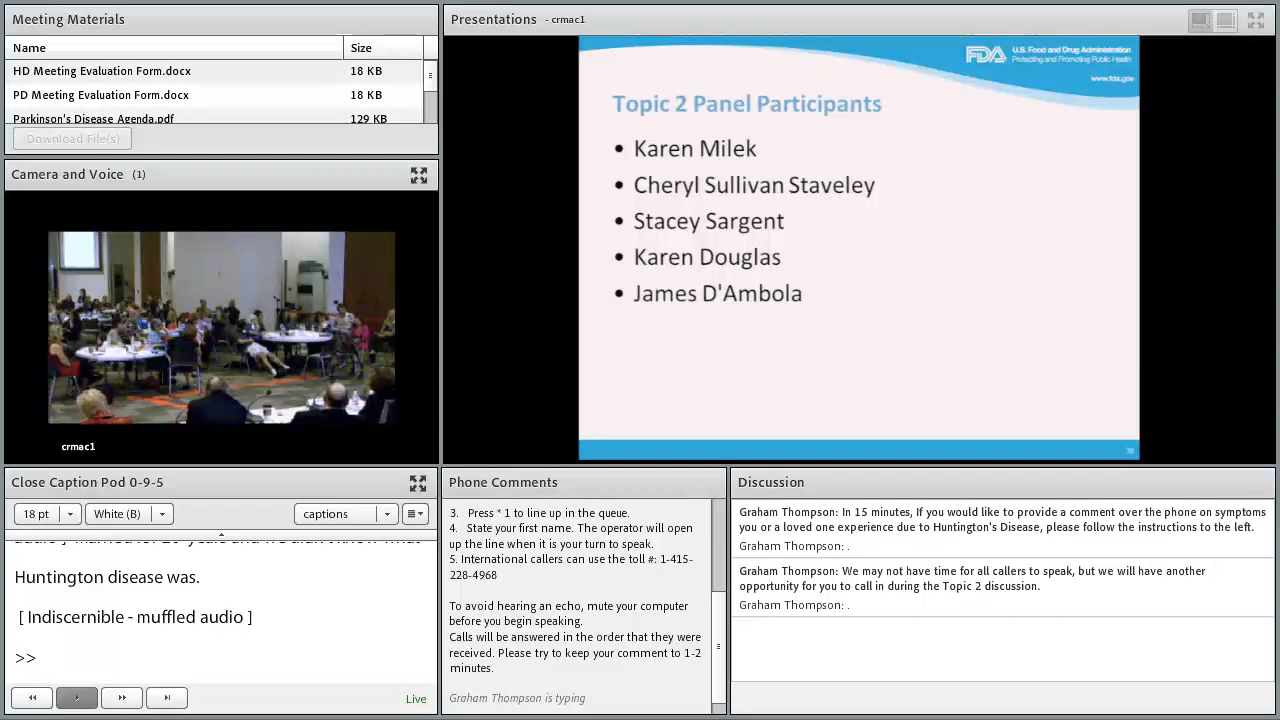 Meeting Materials
Name Size
HD Meeting Evaluation Form.docx 18 KB
PD Meeting Evaluation Form.docx 18 KB
Parkinson's Disease Agenda.pdf 129 KB
Download File(s)
Camera and Voice (1)
crmac1
Presentations - crmac1
FDA U.S. Food and Drug Administration
Protecting and Promoting Public Health
www.fda.gov
Topic 2 Panel Participants
• Karen Milek
• Cheryl Sullivan Staveley
• Stacey Sargent
• Karen Douglas
• James D'Ambola
Close Caption Pod 0-9-5
18 pt White (B) captions
Huntington disease was.
[ Indiscernible - muffled audio ]
>>
Live
Phone Comments
3. Press * 1 to line up in the queue.
4. State your first name. The operator will open
up the line when it is your turn to speak.
5. International callers can use the toll #: 1-415-
228-4968
To avoid hearing an echo, mute your computer
before you begin speaking.
Calls will be answered in the order that they were
received. Please try to keep your comment to 1-2
minutes.
Graham Thompson is typing
Discussion
Graham Thompson: In 15 minutes, If you would like to provide a comment over the phone on symptoms
you or a loved one experience due to Huntington's Disease, please follow the instructions to the left.
Graham Thompson: .
Graham Thompson: We may not have time for all callers to speak, but we will have another
opportunity for you to call in during the Topic 2 discussion.
Graham Thompson: .